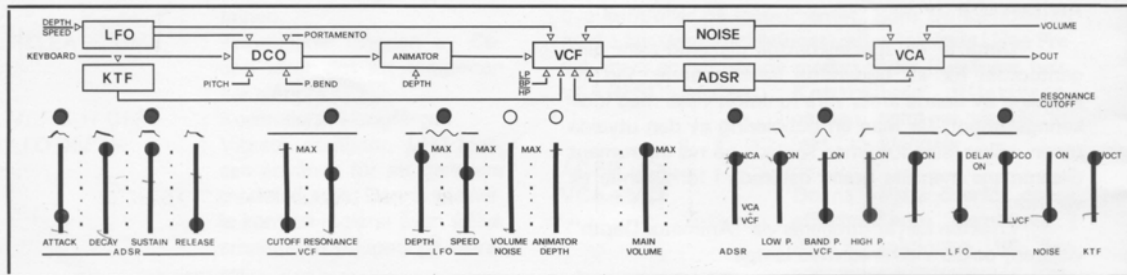 DEPTH
SPEED
LFO
NOISE
VOLUME
PORTAMENTO
KEYBOARD
DCO
ANIMATOR
VCF
VCA
OUT
KTF
LP
BP
HP
ADSR
PITCH
P.BEND
DEPTH
RESONANCE
CUTOFF
MAX MAX MAX MAX MAX VCA ON ON ON ON DELAY DCO ON 1/OCT
VCA
÷
VCF
VCF
ATTACK DECAY SUSTAIN RELEASE CUTOFF RESONANCE DEPTH SPEED VOLUME ANIMATOR MAIN ADSR LOW P. BAND P. HIGH P. LFO NOISE KTF
ADSR VCF LFO NOISE DEPTH VOLUME VCF